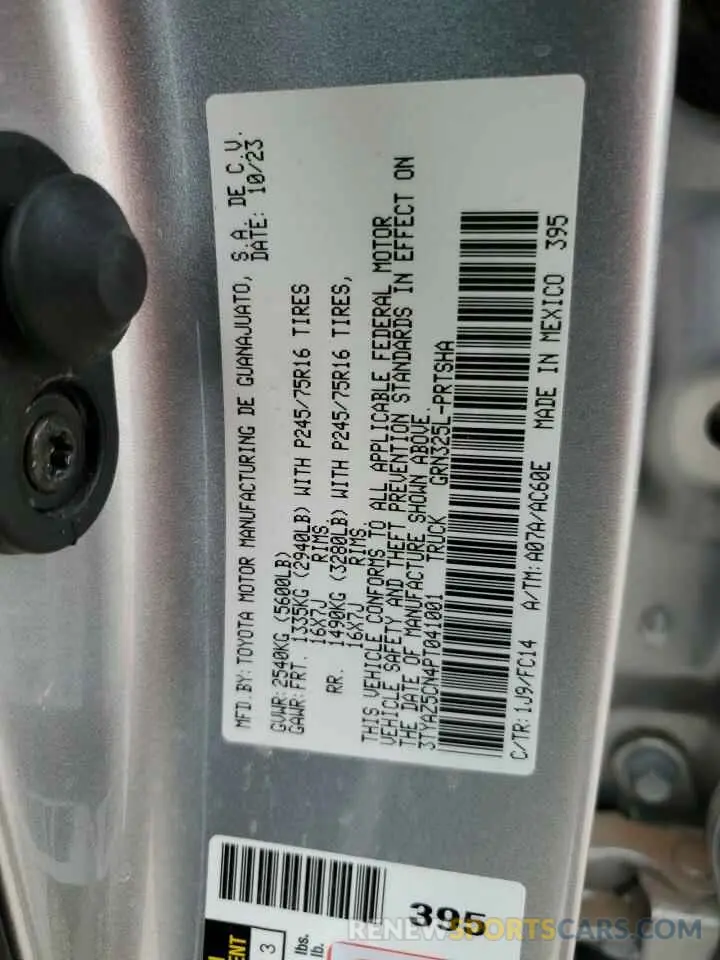 MFD.BY:TOYOTA MOTOR MANUFACTURING DE GUANAJUATO, S.A. DE C.V.
DATE: 10/23
GVWR:2540KG (5600LB)
GAWR:FRT. 1335KG (2940LB) WITH P245/75R16 TIRES
16X7J RIMS
RR. 1490KG (3280LB) WITH P245/75R16 TIRES,
16X7J RIMS
THIS VEHICLE CONFORMS TO ALL APPLICABLE FEDERAL MOTOR
VEHICLE SAFETY AND THEFT PREVENTION STANDARDS IN EFFECT ON
THE DATE OF MANUFACTURE SHOWN ABOVE.
3TYAZ5CN4PT041001 TRUCK GRN325L-PRTSHA
C/TR:1J9/FC14 A/TM:A07A/AC60E MADE IN MEXICO 395
395
3
lbs.
lb.
RENEWSPORTSCARS.COM